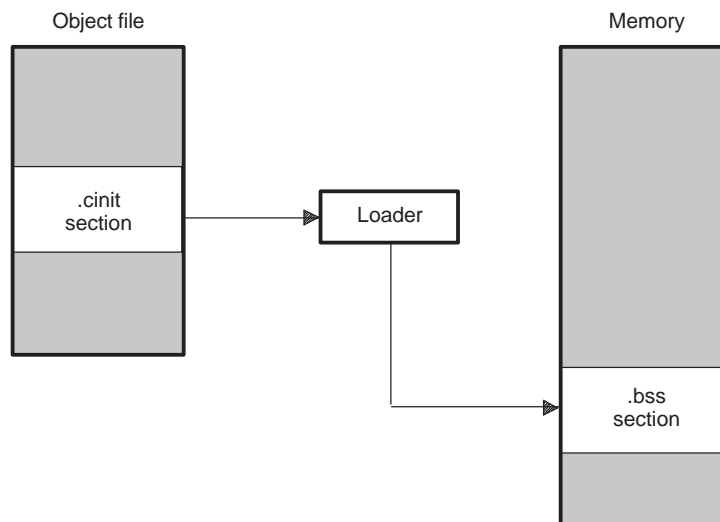 Object file
Memory
.cinit
section
Loader
.bss
section